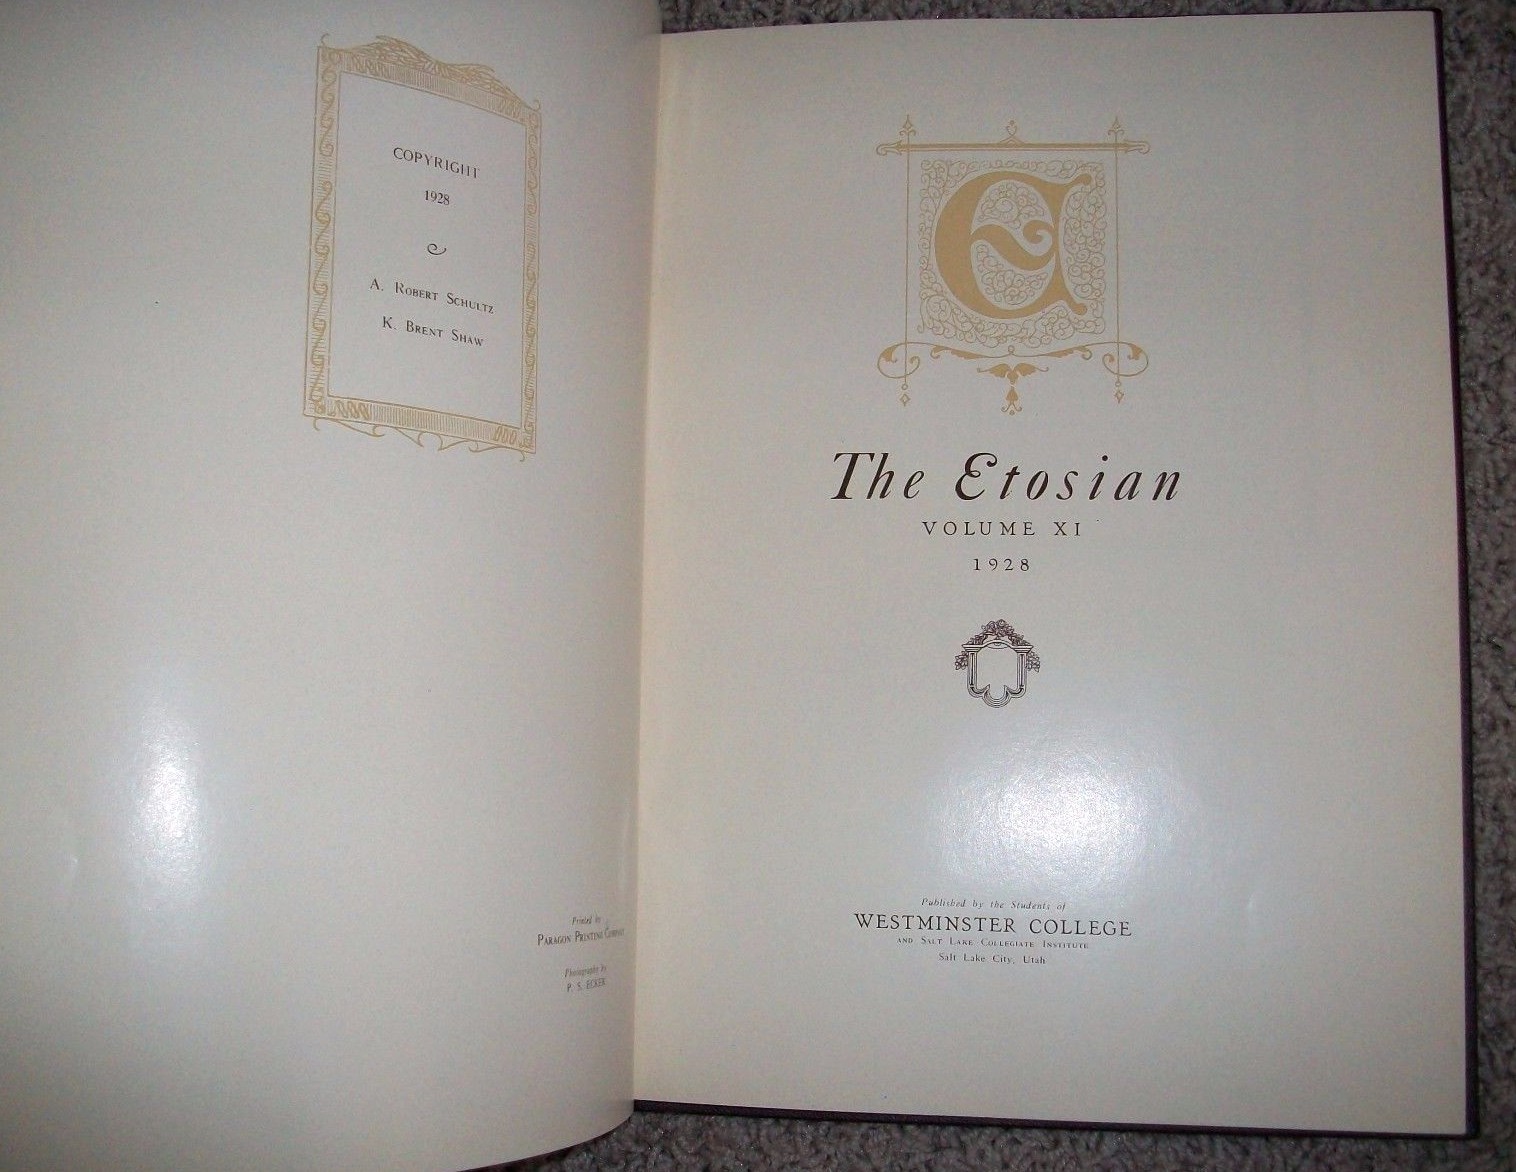 COPYRIGHT
1928
A. ROBERT SCHULTZ
K. BRENT SHAW
Printed by
PARAGON PRINTING COMPANY
Photography by
P. S. ECKER
E
The Etosian
VOLUME XI
1928
Published by the Students of
WESTMINSTER COLLEGE
AND SALT LAKE COLLEGIATE INSTITUTE
Salt Lake City, Utah